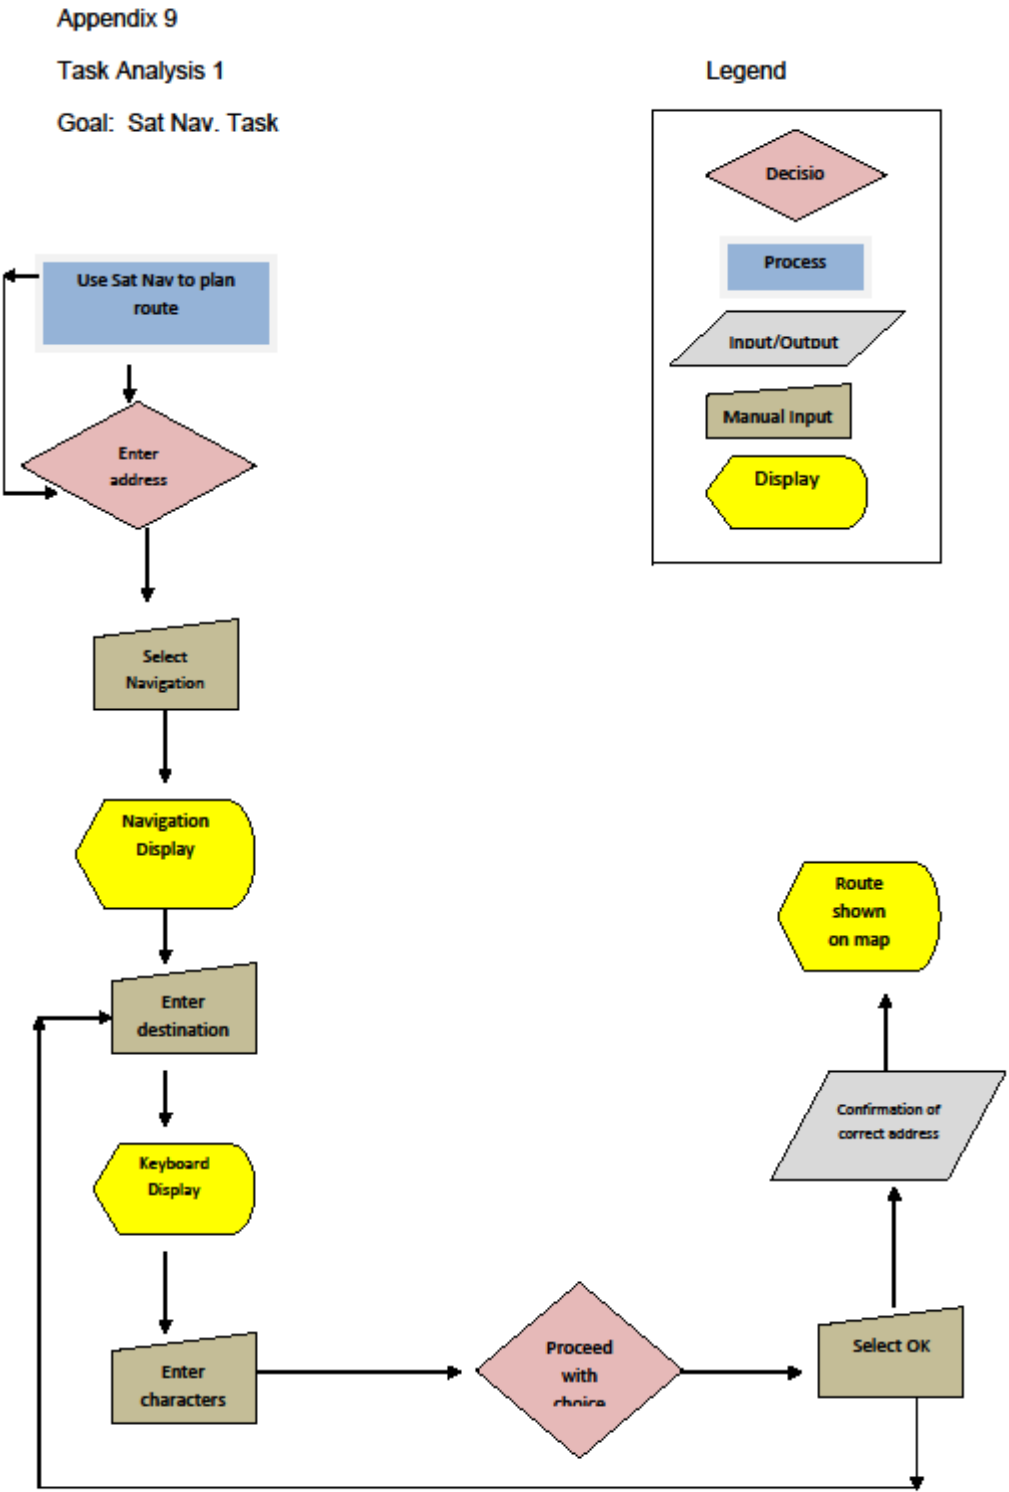 Appendix 9
Task Analysis 1
Legend
Goal: Sat Nav. Task
Decisio
Process
Input/Output
Manual Input
Display
Use Sat Nav to plan
route
Enter
address
Select
Navigation
Navigation
Display
Enter
destination
Keyboard
Display
Enter
characters
Proceed
with
choice
Select OK
Confirmation of
correct address
Route
shown
on map